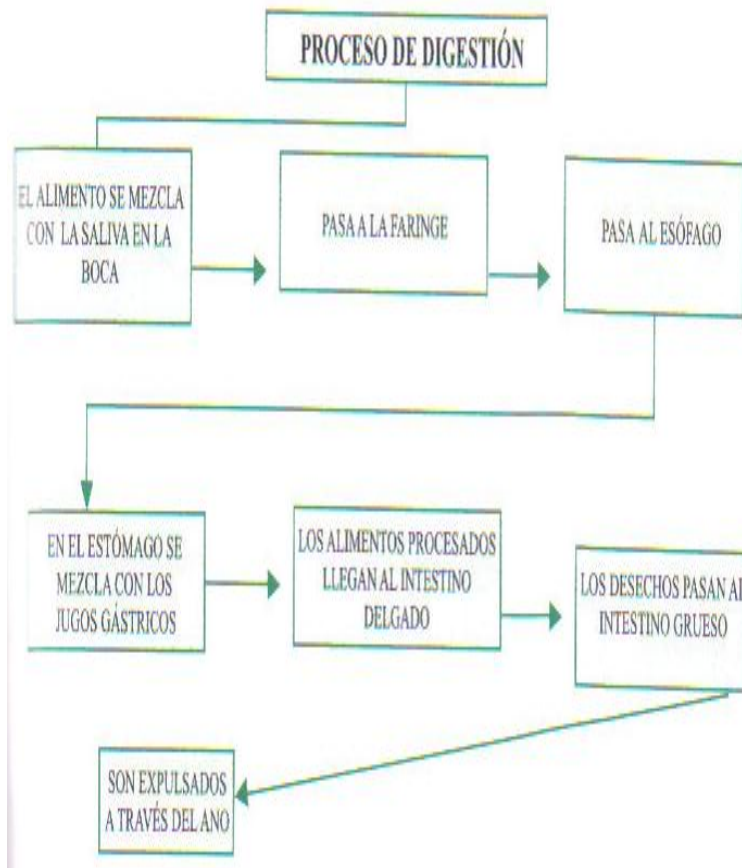 PROCESO DE DIGESTIÓN
EL ALIMENTO SE MEZCLA
CON LA SALIVA EN LA
BOCA
PASA A LA FARINGE
PASA AL ESÓFAGO
EN EL ESTÓMAGO SE
MEZCLA CON LOS
JUGOS GÁSTRICOS
LOS ALIMENTOS PROCESADOS
LLEGAN AL INTESTINO
DELGADO
LOS DESECHOS PASAN AL
INTESTINO GRUESO
SON EXPULSADOS
A TRAVÉS DEL ANO